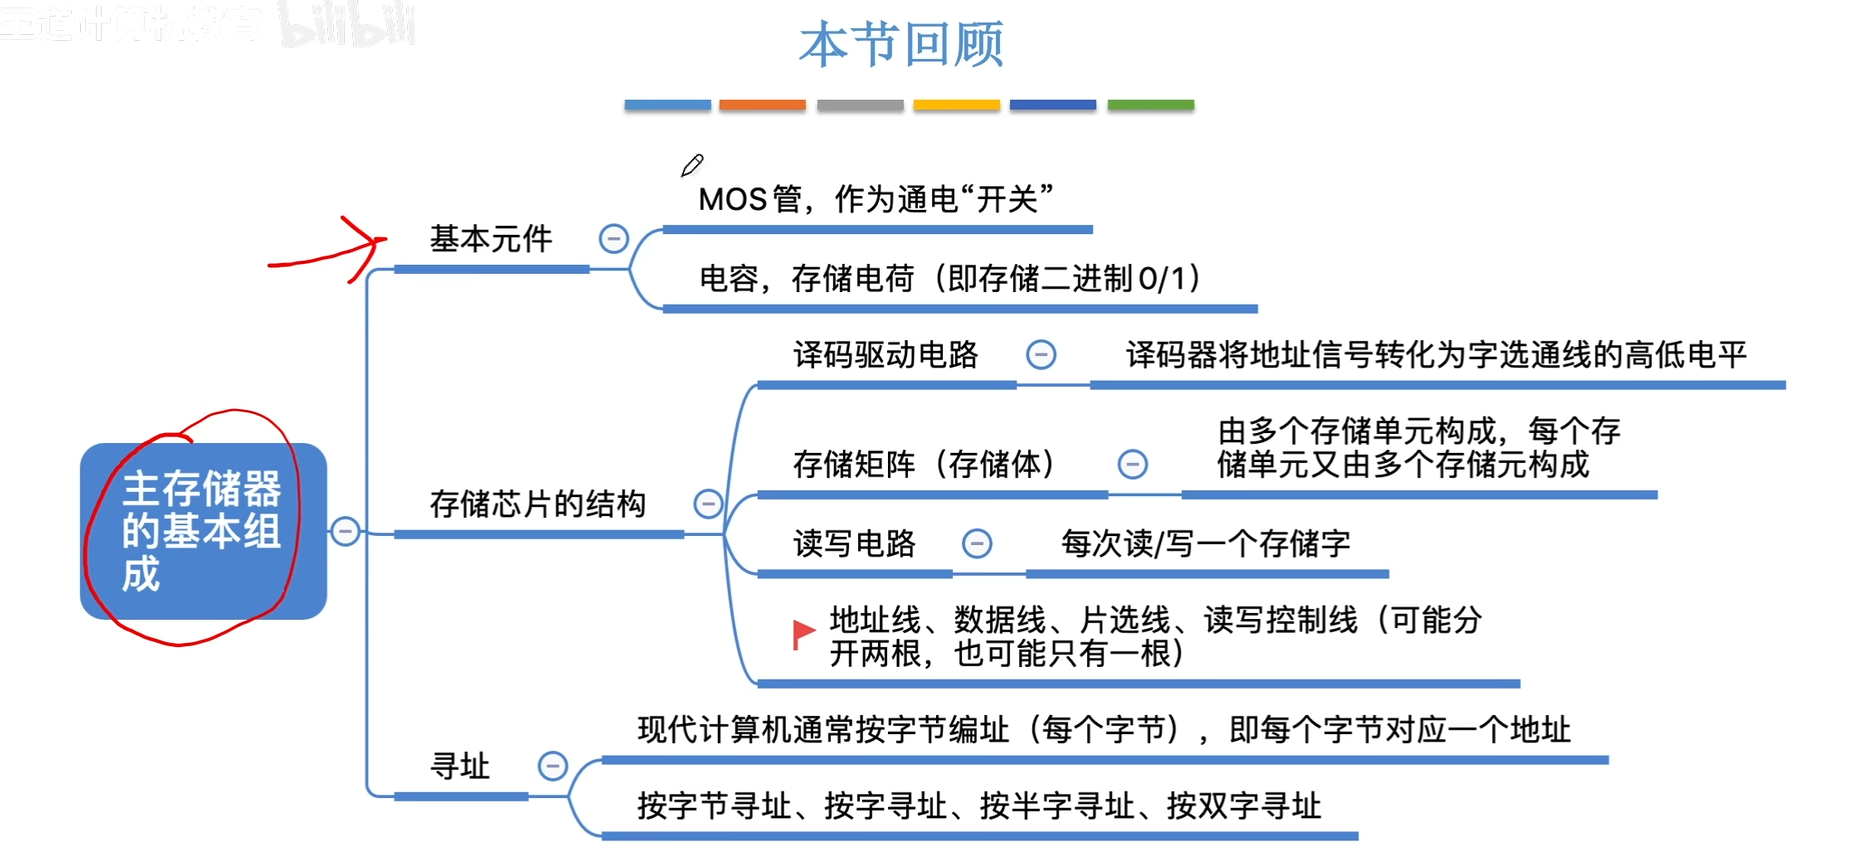 王道计算机教育 bilibili
本节回顾
MOS管，作为通电“开关”
基本元件
电容，存储电荷（即存储二进制0/1）
译码驱动电路
译码器将地址信号转化为字选通线的高低电平
由多个存储单元构成，每个存
储单元又由多个存储元构成
存储矩阵（存储体）
主存储器
的基本组
成
存储芯片的结构
读写电路
每次读/写一个存储字
地址线、数据线、片选线、读写控制线（可能分
开两根，也可能只有一根）
现代计算机通常按字节编址（每个字节），即每个字节对应一个地址
寻址
按字节寻址、按字寻址、按半字寻址、按双字寻址